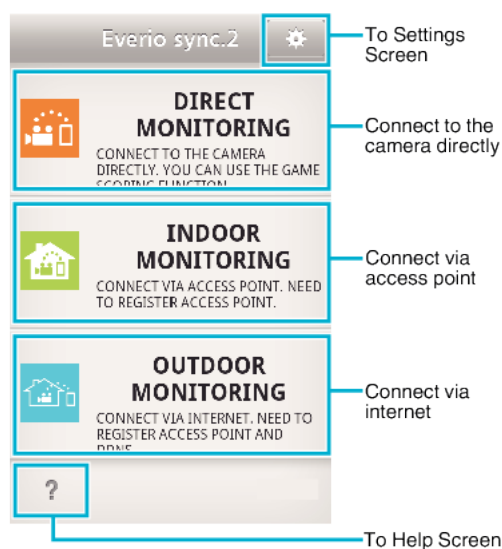 Everio sync.2
To Settings
Screen
DIRECT
MONITORING
CONNECT TO THE CAMERA
DIRECTLY. YOU CAN USE THE GAME
SCORING FUNCTION
Connect to the
camera directly
INDOOR
MONITORING
CONNECT VIA ACCESS POINT. NEED
TO REGISTER ACCESS POINT.
Connect via
access point
OUTDOOR
MONITORING
CONNECT VIA INTERNET. NEED TO
REGISTER ACCESS POINT AND
Connect via
internet
?
To Help Screen